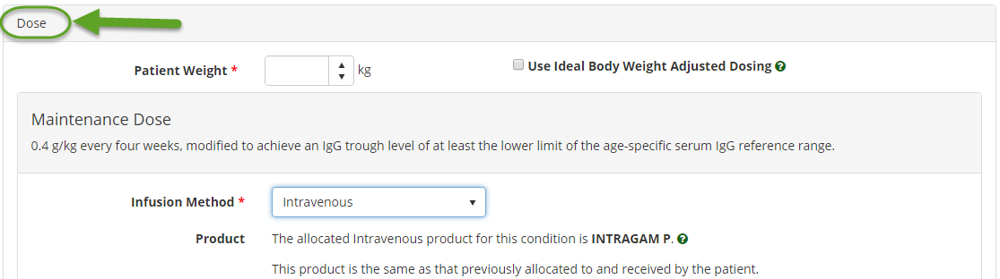 Dose
Patient Weight * kg
Use Ideal Body Weight Adjusted Dosing ?
Maintenance Dose
0.4 g/kg every four weeks, modified to achieve an IgG trough level of at least the lower limit of the age-specific serum IgG reference range.
Infusion Method * Intravenous
Product The allocated Intravenous product for this condition is INTRAGAM P. ?
This product is the same as that previously allocated to and received by the patient.